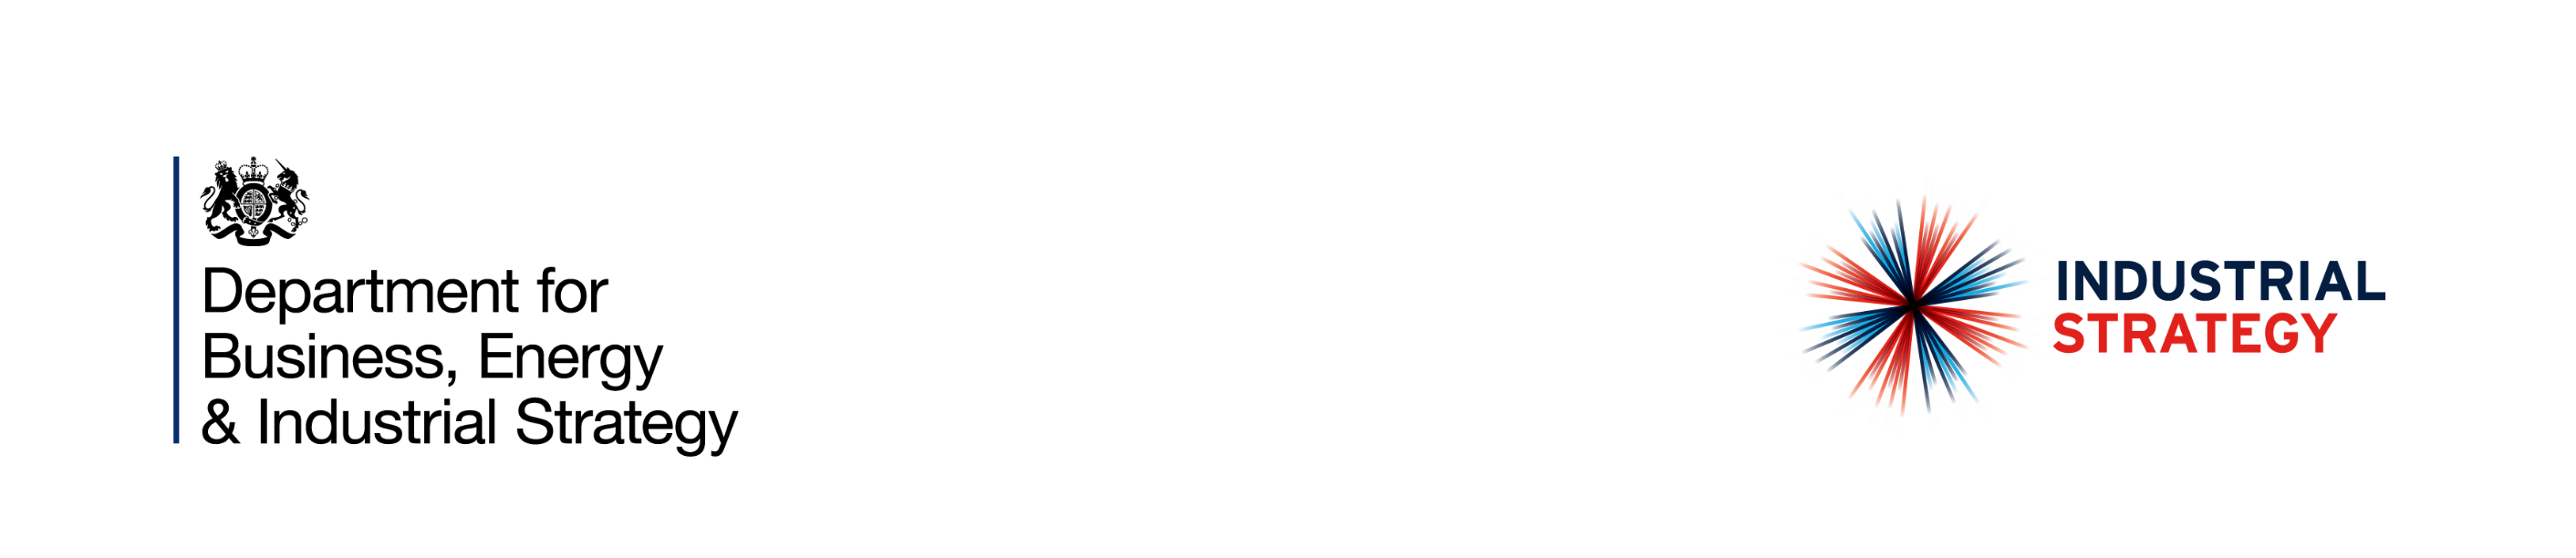 Department for
Business, Energy
& Industrial Strategy
INDUSTRIAL
STRATEGY